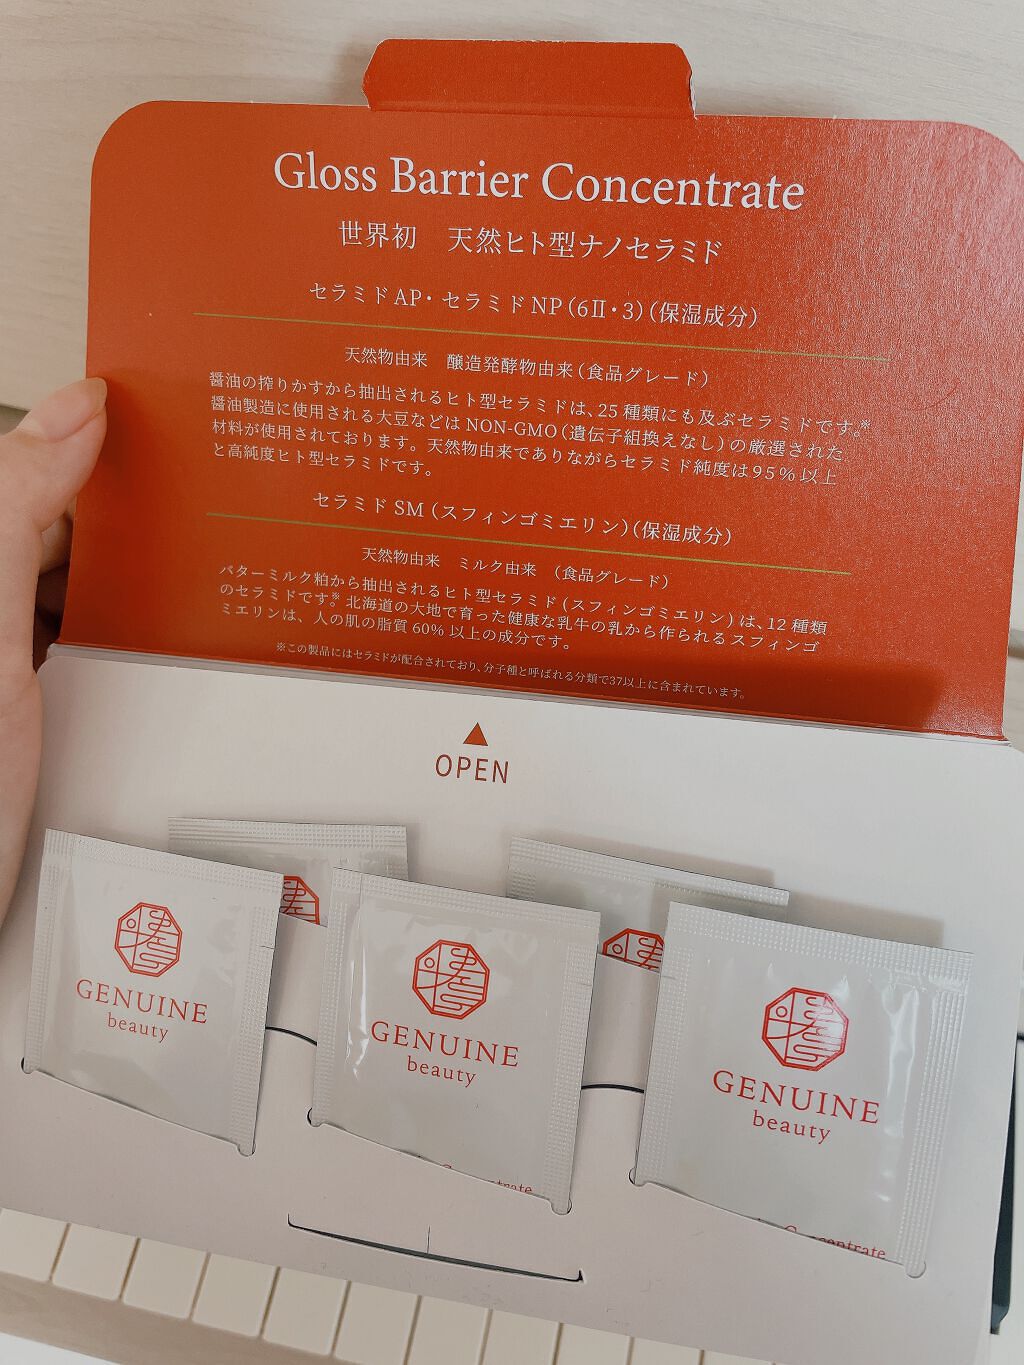 Gloss Barrier Concentrate
世界初　天然ヒト型ナノセラミド
セラミドAP・セラミドNP(6Ⅱ・3)(保湿成分)
天然物由来　醸造発酵物由来(食品グレード)
醤油の搾りかすから抽出されるヒト型セラミドは、25種類にも及ぶセラミドです。※
醤油製造に使用される大豆などはNON-GMO(遺伝子組換えなし)の厳選された
材料が使用されております。天然物由来でありながらセラミド純度は95%以上
と高純度ヒト型セラミドです。
セラミドSM(スフィンゴミエリン)(保湿成分)
天然物由来　ミルク由来　(食品グレード)
バターミルク粕から抽出されるヒト型セラミド(スフィンゴミエリン)は、12種類
のセラミドです。※北海道の大地で育った健康な乳牛の乳から作られるスフィンゴ
ミエリンは、人の肌の脂質60%以上の成分です。
※この製品にはセラミドが配合されており、分子種と呼ばれる分類で37以上に含まれています。
▲
OPEN
GENUINE
beauty
GENUINE
beauty
GENUINE
beauty